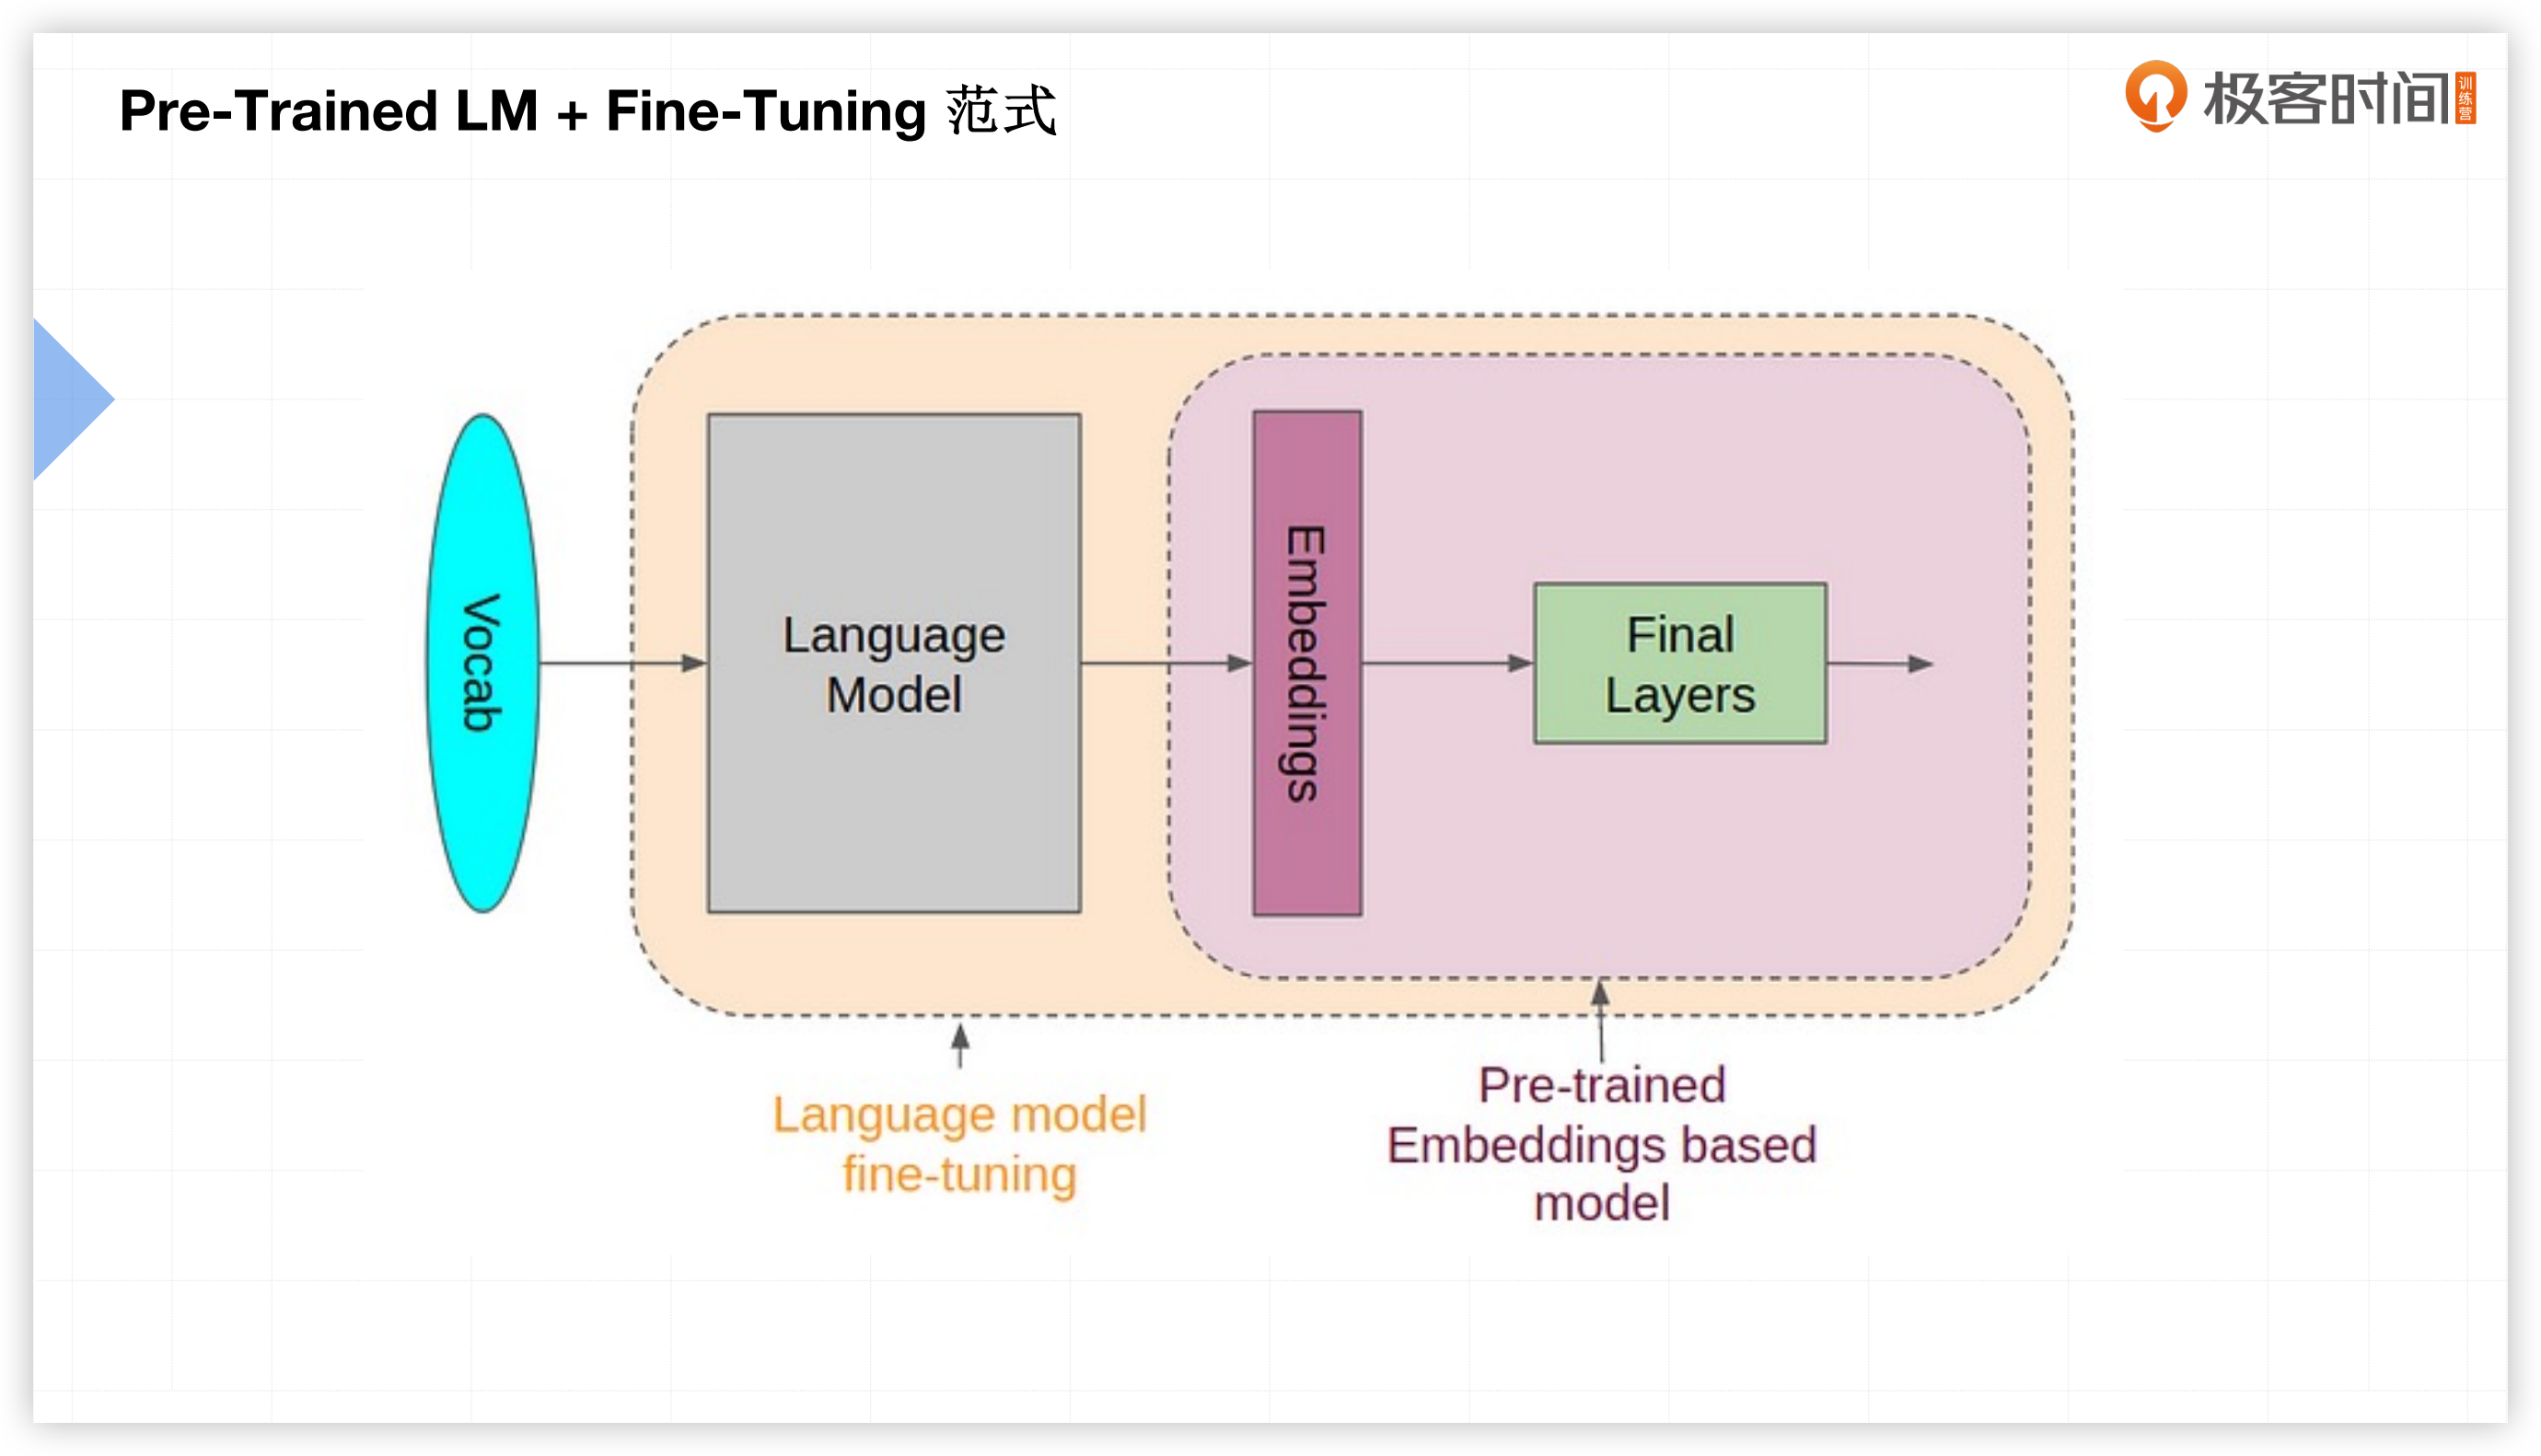 Pre-Trained LM + Fine-Tuning 范式
极客时间
训练营
Vocab
Language
Model
Embeddings
Final
Layers
Language model
fine-tuning
Pre-trained
Embeddings based
model